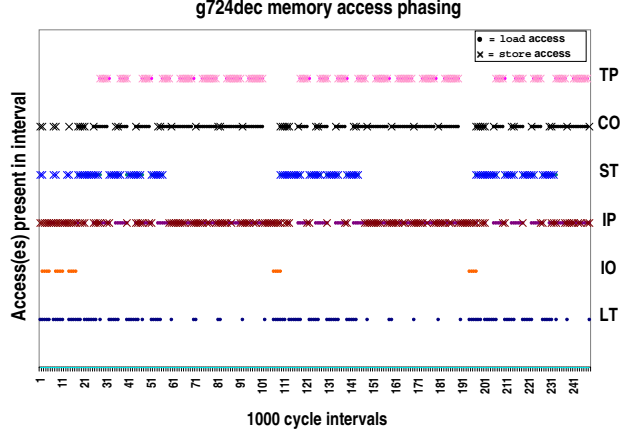 g724dec memory access phasing
• = load access
× = store access
TP
CO
ST
IP
IO
LT
Access(es) present in interval
1 11 21 31 41 51 61 71 81 91 101 111 121 131 141 151 161 171 181 191 201 211 221 231 241
1000 cycle intervals